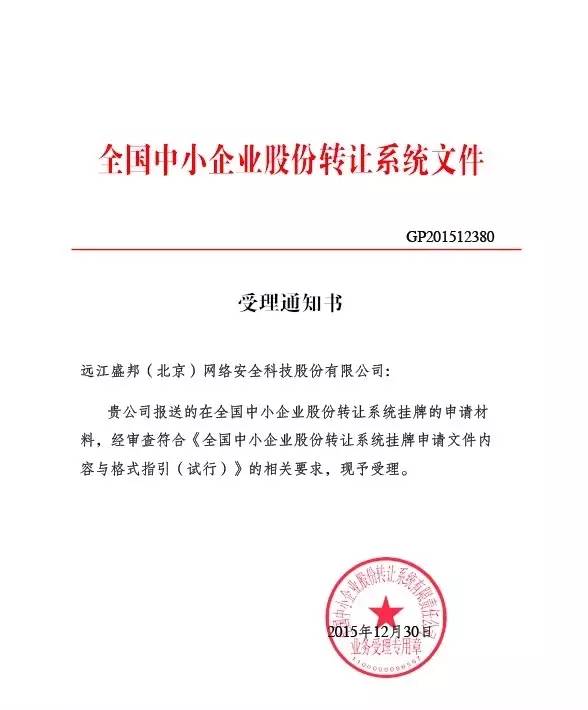 全国中小企业股份转让系统文件
GP201512380
受理通知书
远江盛邦（北京）网络安全科技股份有限公司：
贵公司报送的在全国中小企业股份转让系统挂牌的申请材
料，经审查符合《全国中小企业股份转让系统挂牌申请文件内
容与格式指引（试行）》的相关要求，现予受理。
全国中小企业股份转让系统有限责任公司
2015年12月30日
业务受理专用章